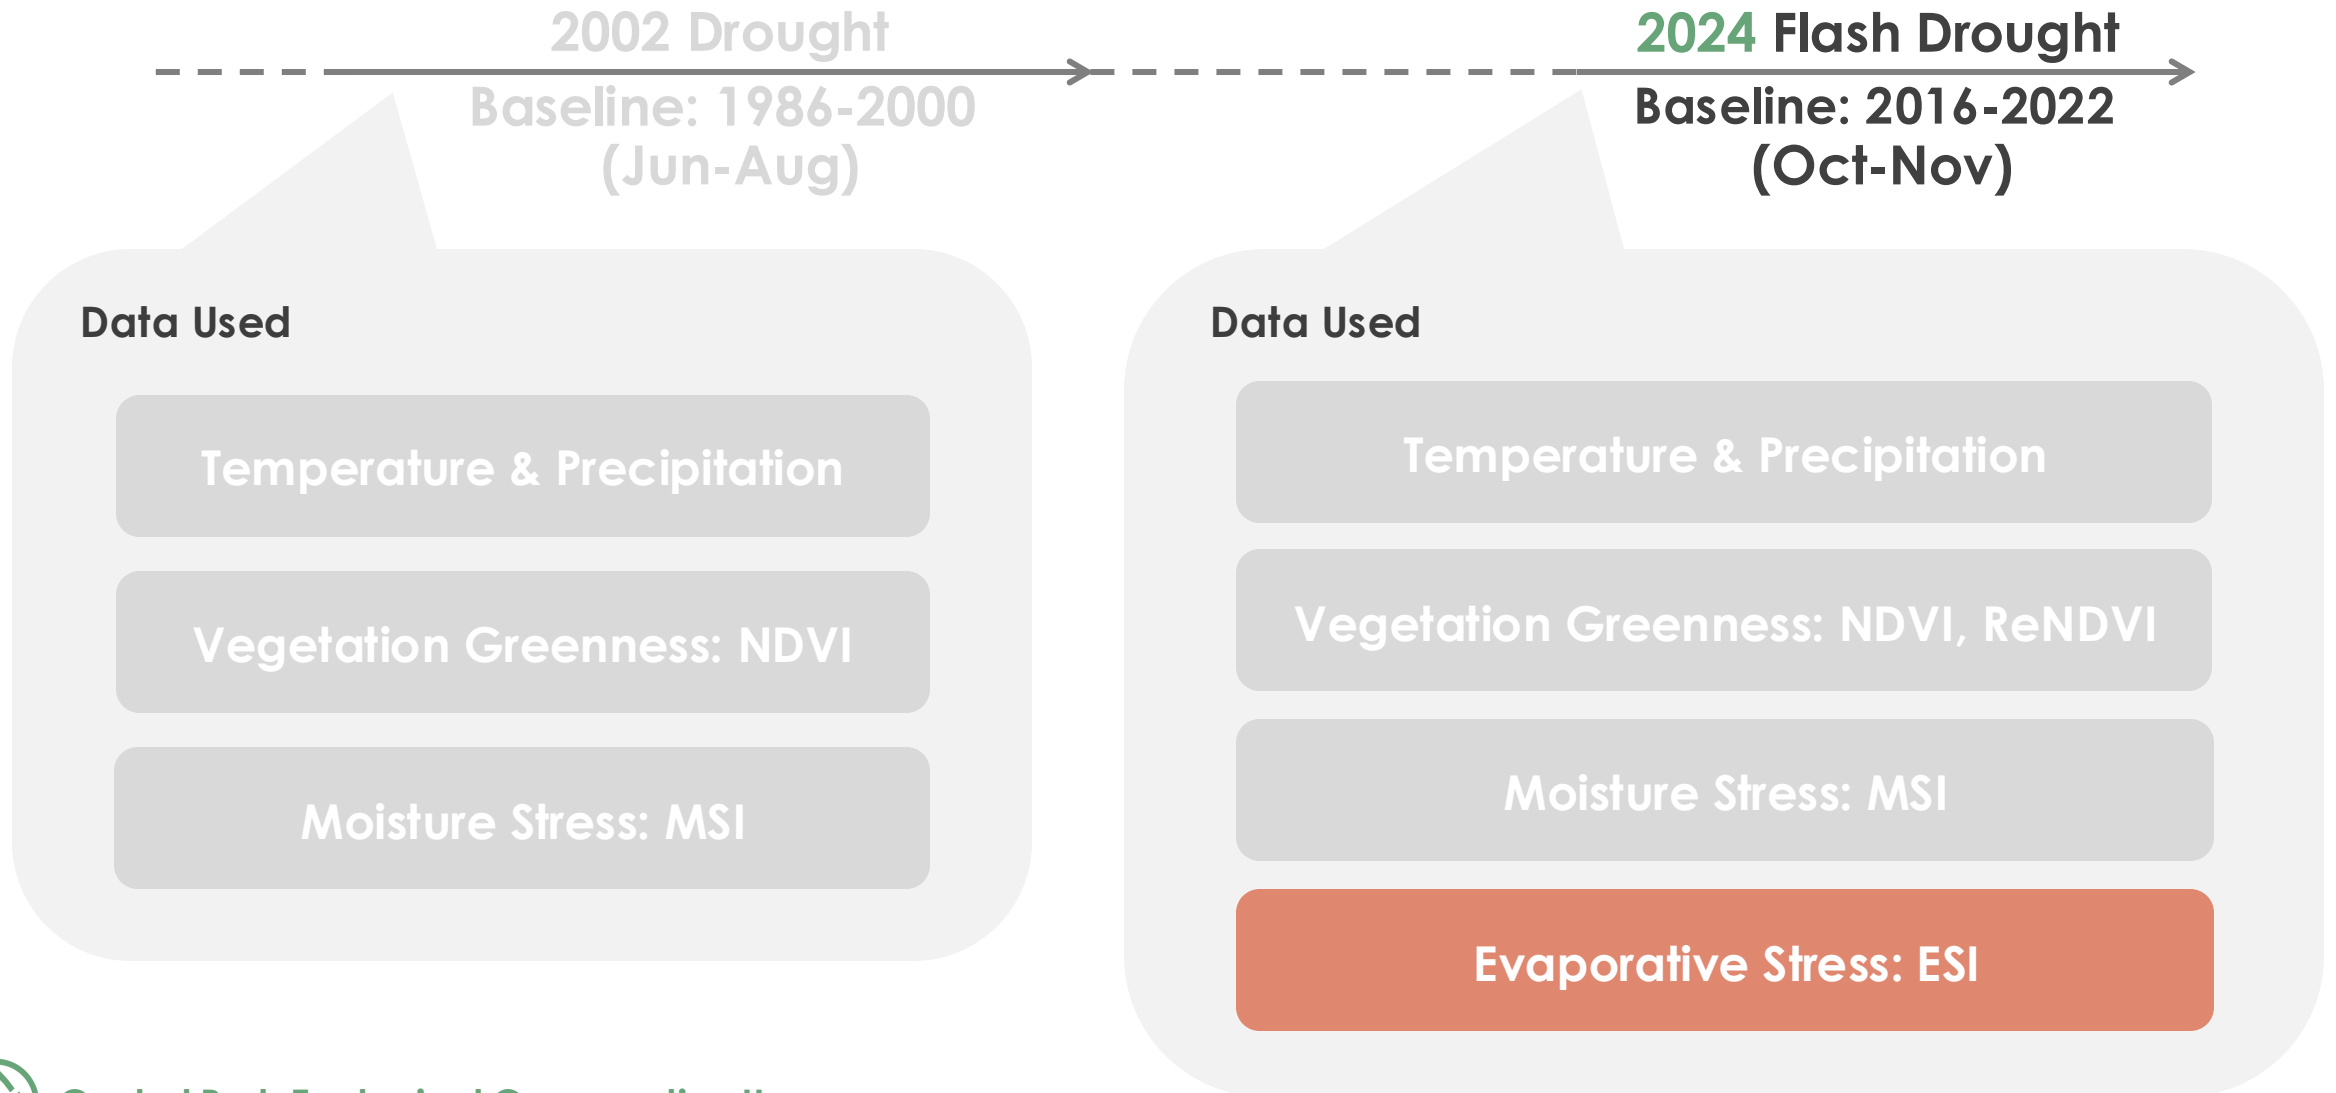 2002 Drought
Baseline: 1986-2000
(Jun-Aug)
2024 Flash Drought
Baseline: 2016-2022
(Oct-Nov)
Data Used
Temperature & Precipitation
Vegetation Greenness: NDVI
Moisture Stress: MSI
Data Used
Temperature & Precipitation
Vegetation Greenness: NDVI, ReNDVI
Moisture Stress: MSI
Evaporative Stress: ESI